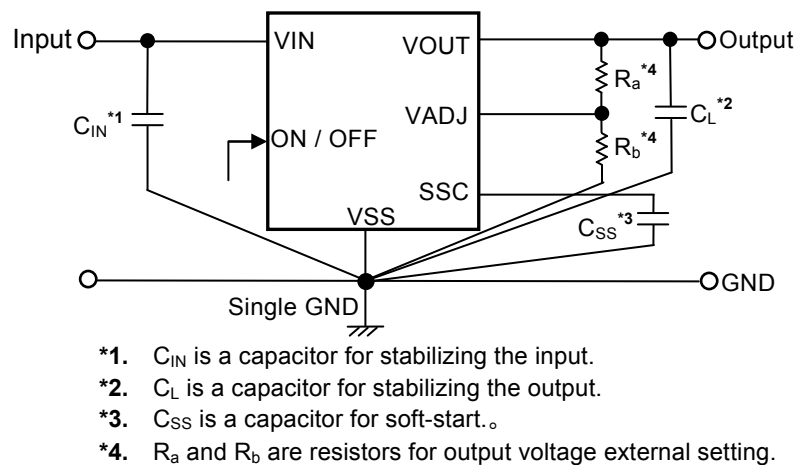 Input VIN VOUT Output
Ra*4
CIN*1 VADJ CL*2
ON / OFF Rb*4
SSC
VSS CSS*3
GND
Single GND
*1. CIN is a capacitor for stabilizing the input.
*2. CL is a capacitor for stabilizing the output.
*3. CSS is a capacitor for soft-start.。
*4. Ra and Rb are resistors for output voltage external setting.